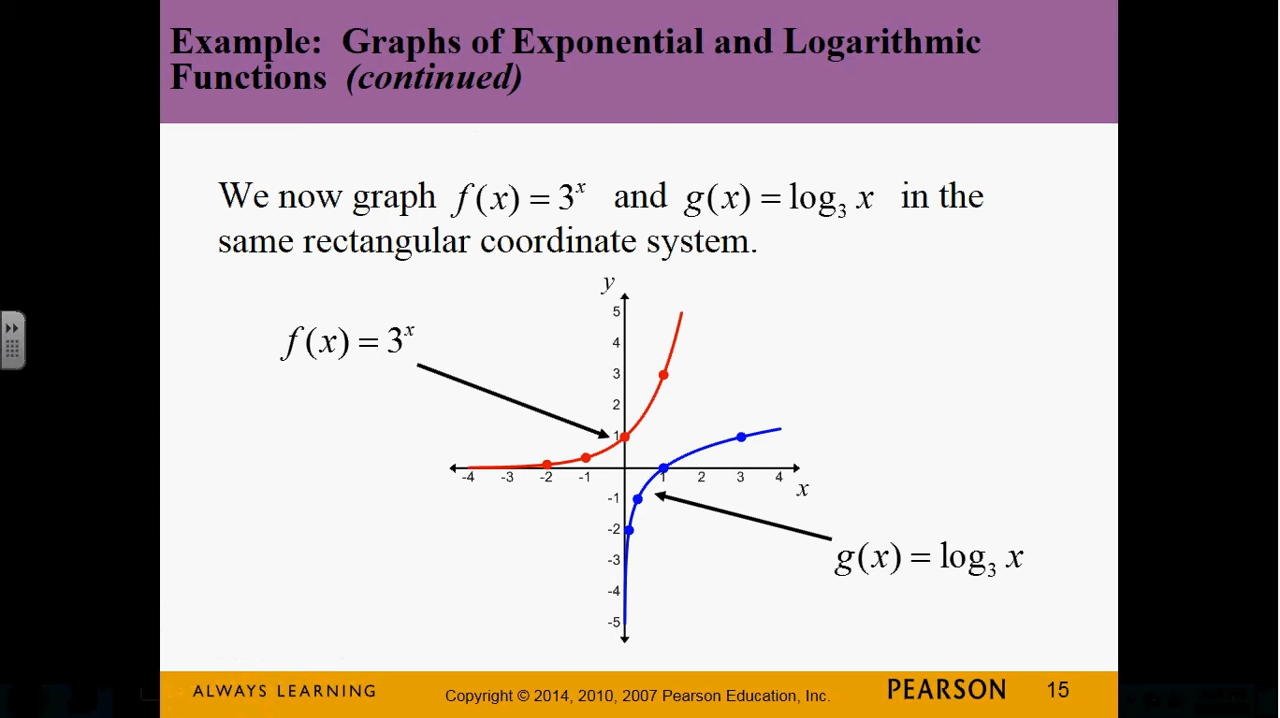 Example: Graphs of Exponential and Logarithmic
Functions (continued)
We now graph f(x) = 3ˣ and g(x) = log₃ x in the
same rectangular coordinate system.
y
f(x) = 3ˣ
5
4
3
2
1
-4 -3 -2 -1 1 2 3 4
x
-1
-2
-3
-4
-5
g(x) = log₃ x
ALWAYS LEARNING
Copyright © 2014, 2010, 2007 Pearson Education, Inc.
PEARSON
15